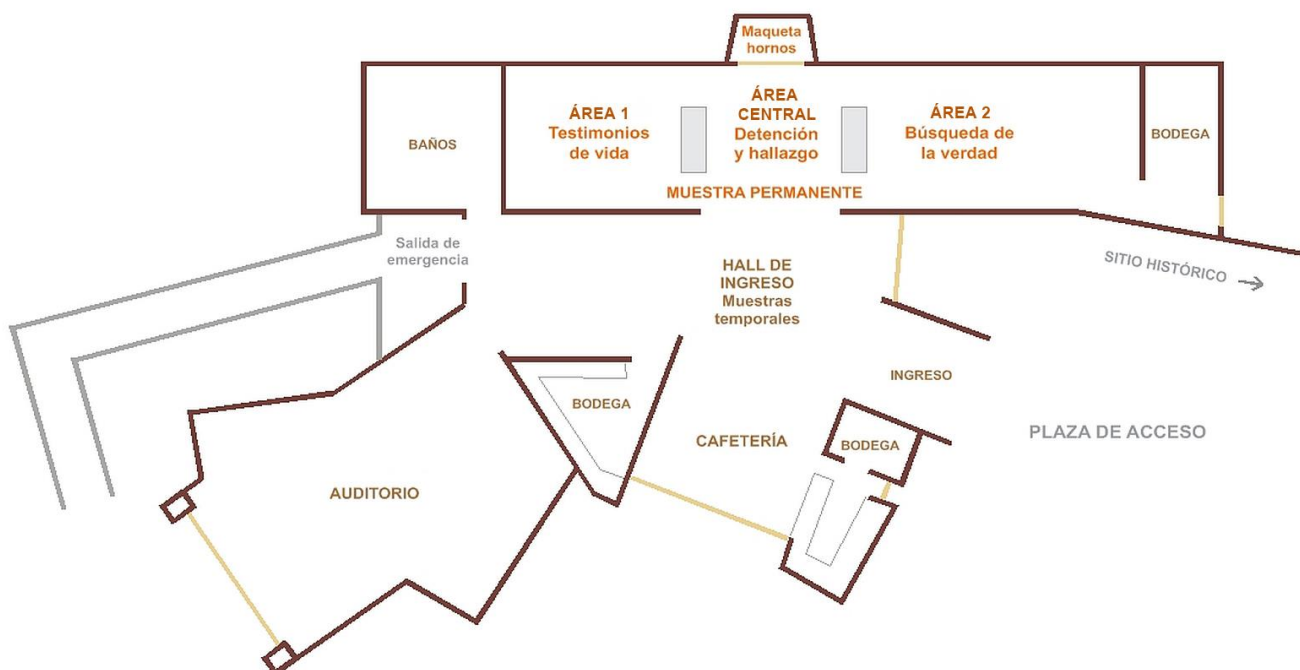 Maqueta
hornos
ÁREA 1
Testimonios
de vida
ÁREA
CENTRAL
Detención
y hallazgo
ÁREA 2
Búsqueda de
la verdad
BAÑOS
BODEGA
MUESTRA PERMANENTE
Salida de
emergencia
HALL DE
INGRESO
Muestras
temporales
SITIO HISTÓRICO
INGRESO
BODEGA
CAFETERÍA
BODEGA
PLAZA DE ACCESO
AUDITORIO